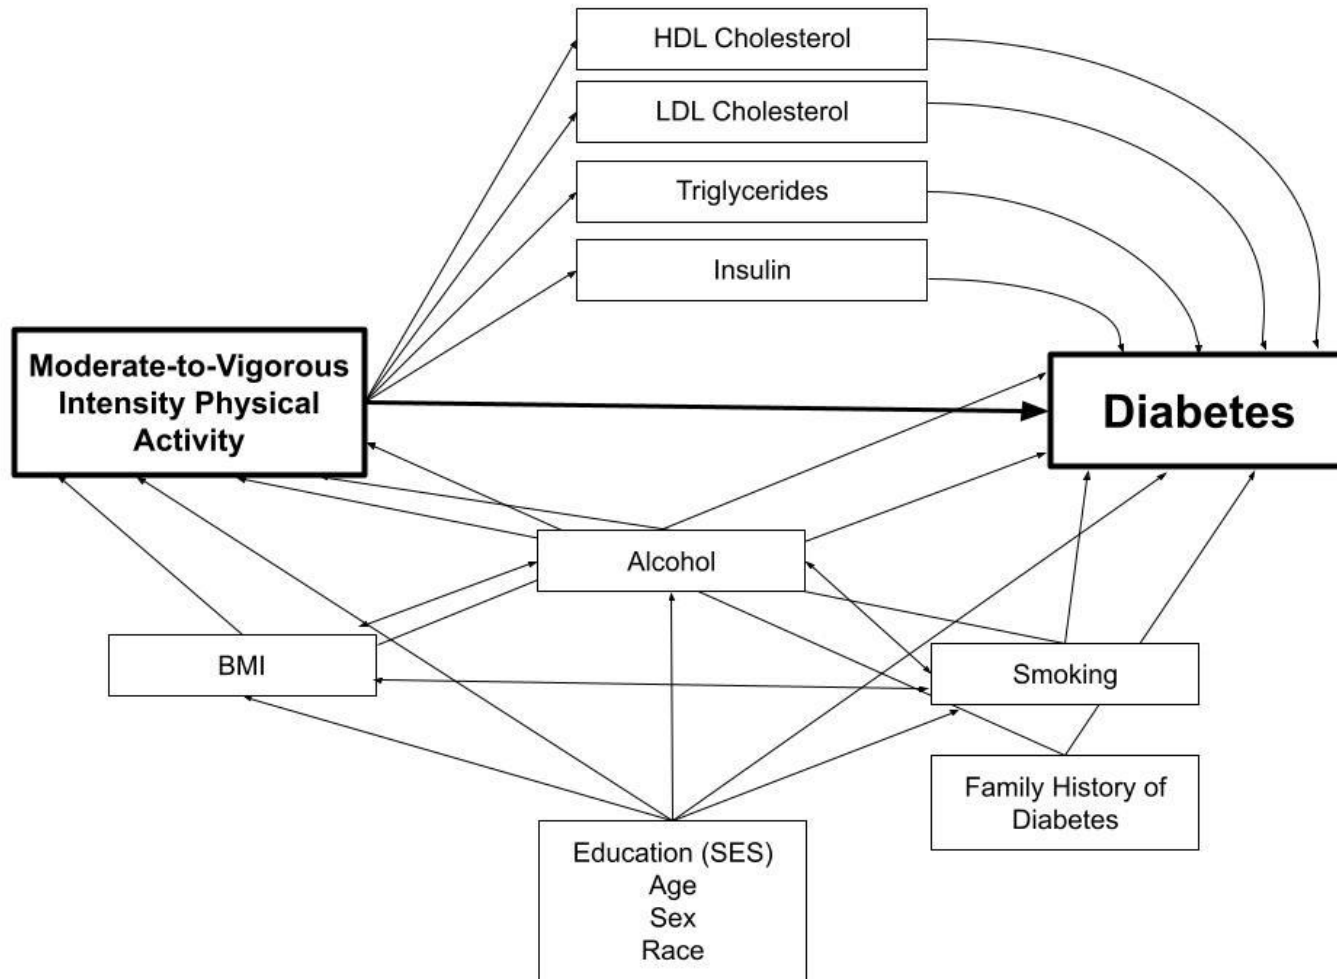 HDL Cholesterol
LDL Cholesterol
Triglycerides
Insulin
Moderate-to-Vigorous
Intensity Physical
Activity
Diabetes
Alcohol
BMI
Smoking
Family History of
Diabetes
Education (SES)
Age
Sex
Race